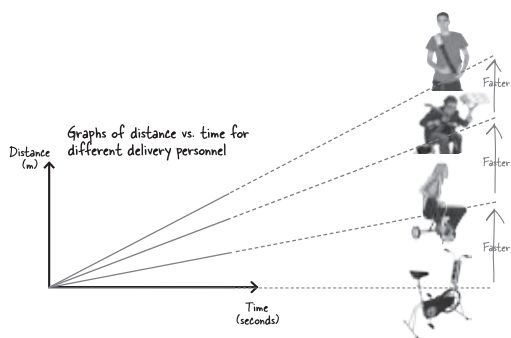 Graphs of distance vs. time for
different delivery personnel
Distance
(m)
Faster
Faster
Faster
Time
(seconds)